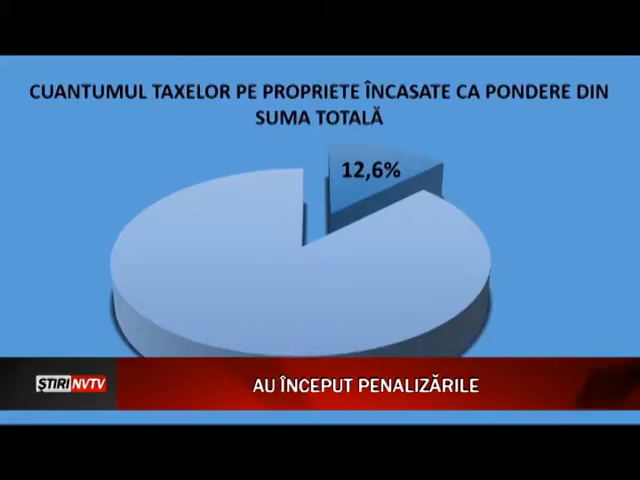 CUANTUMUL TAXELOR PE PROPRIETE ÎNCASATE CA PONDERE DIN
SUMA TOTALĂ
12,6%
ȘTIRI NVTV
AU ÎNCEPUT PENALIZĂRILE